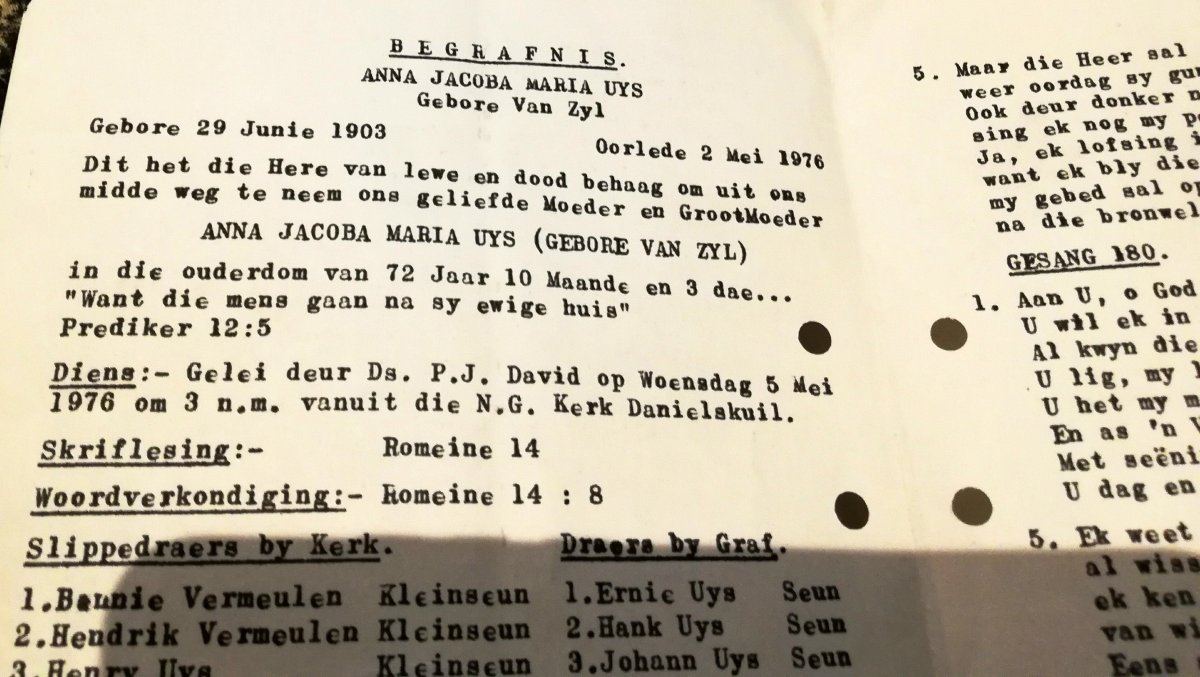 B E G R A F N I S.
ANNA JACOBA MARIA UYS
Gebore Van Zyl
Gebore 29 Junie 1903
Oorlede 2 Mei 1976
Dit het die Here van lewe en dood behaag om uit ons
midde weg te neem ons geliefde Moeder en GrootMoeder
ANNA JACOBA MARIA UYS (GEBORE VAN ZYL)
in die ouderdom van 72 Jaar 10 Maande en 3 dae...
"Want die mens gaan na sy ewige huis"
Prediker 12:5
Diens:- Gelei deur Ds. P.J. David op Woensdag 5 Mei
1976 om 3 n.m. vanuit die N.G. Kerk Danielskuil.
Skriflesing:- Romeine 14
Woordverkondiging:- Romeine 14 : 8
Slippedraers by Kerk.
1.Bennie Vermeulen Kleinseun
2.Hendrik Vermeulen Kleinseun
3.Henry Uys Kleinseun
Draers by Graf.
1.Ernie Uys Seun
2.Hank Uys Seun
3.Johann Uys Seun
5. Maar die Heer sal
weer oordag sy
Ook deur donker
sing ek nog my
Ja, ek lofsing
want ek bly die
my gebed sal
na die
GESANG 180.
1. Aan U, o God
U wil ek in
Al kwyn die
U lig, my
U het my
En as 'n
Met
U dag en
5. Ek weet
al
ek ken
van
Eens